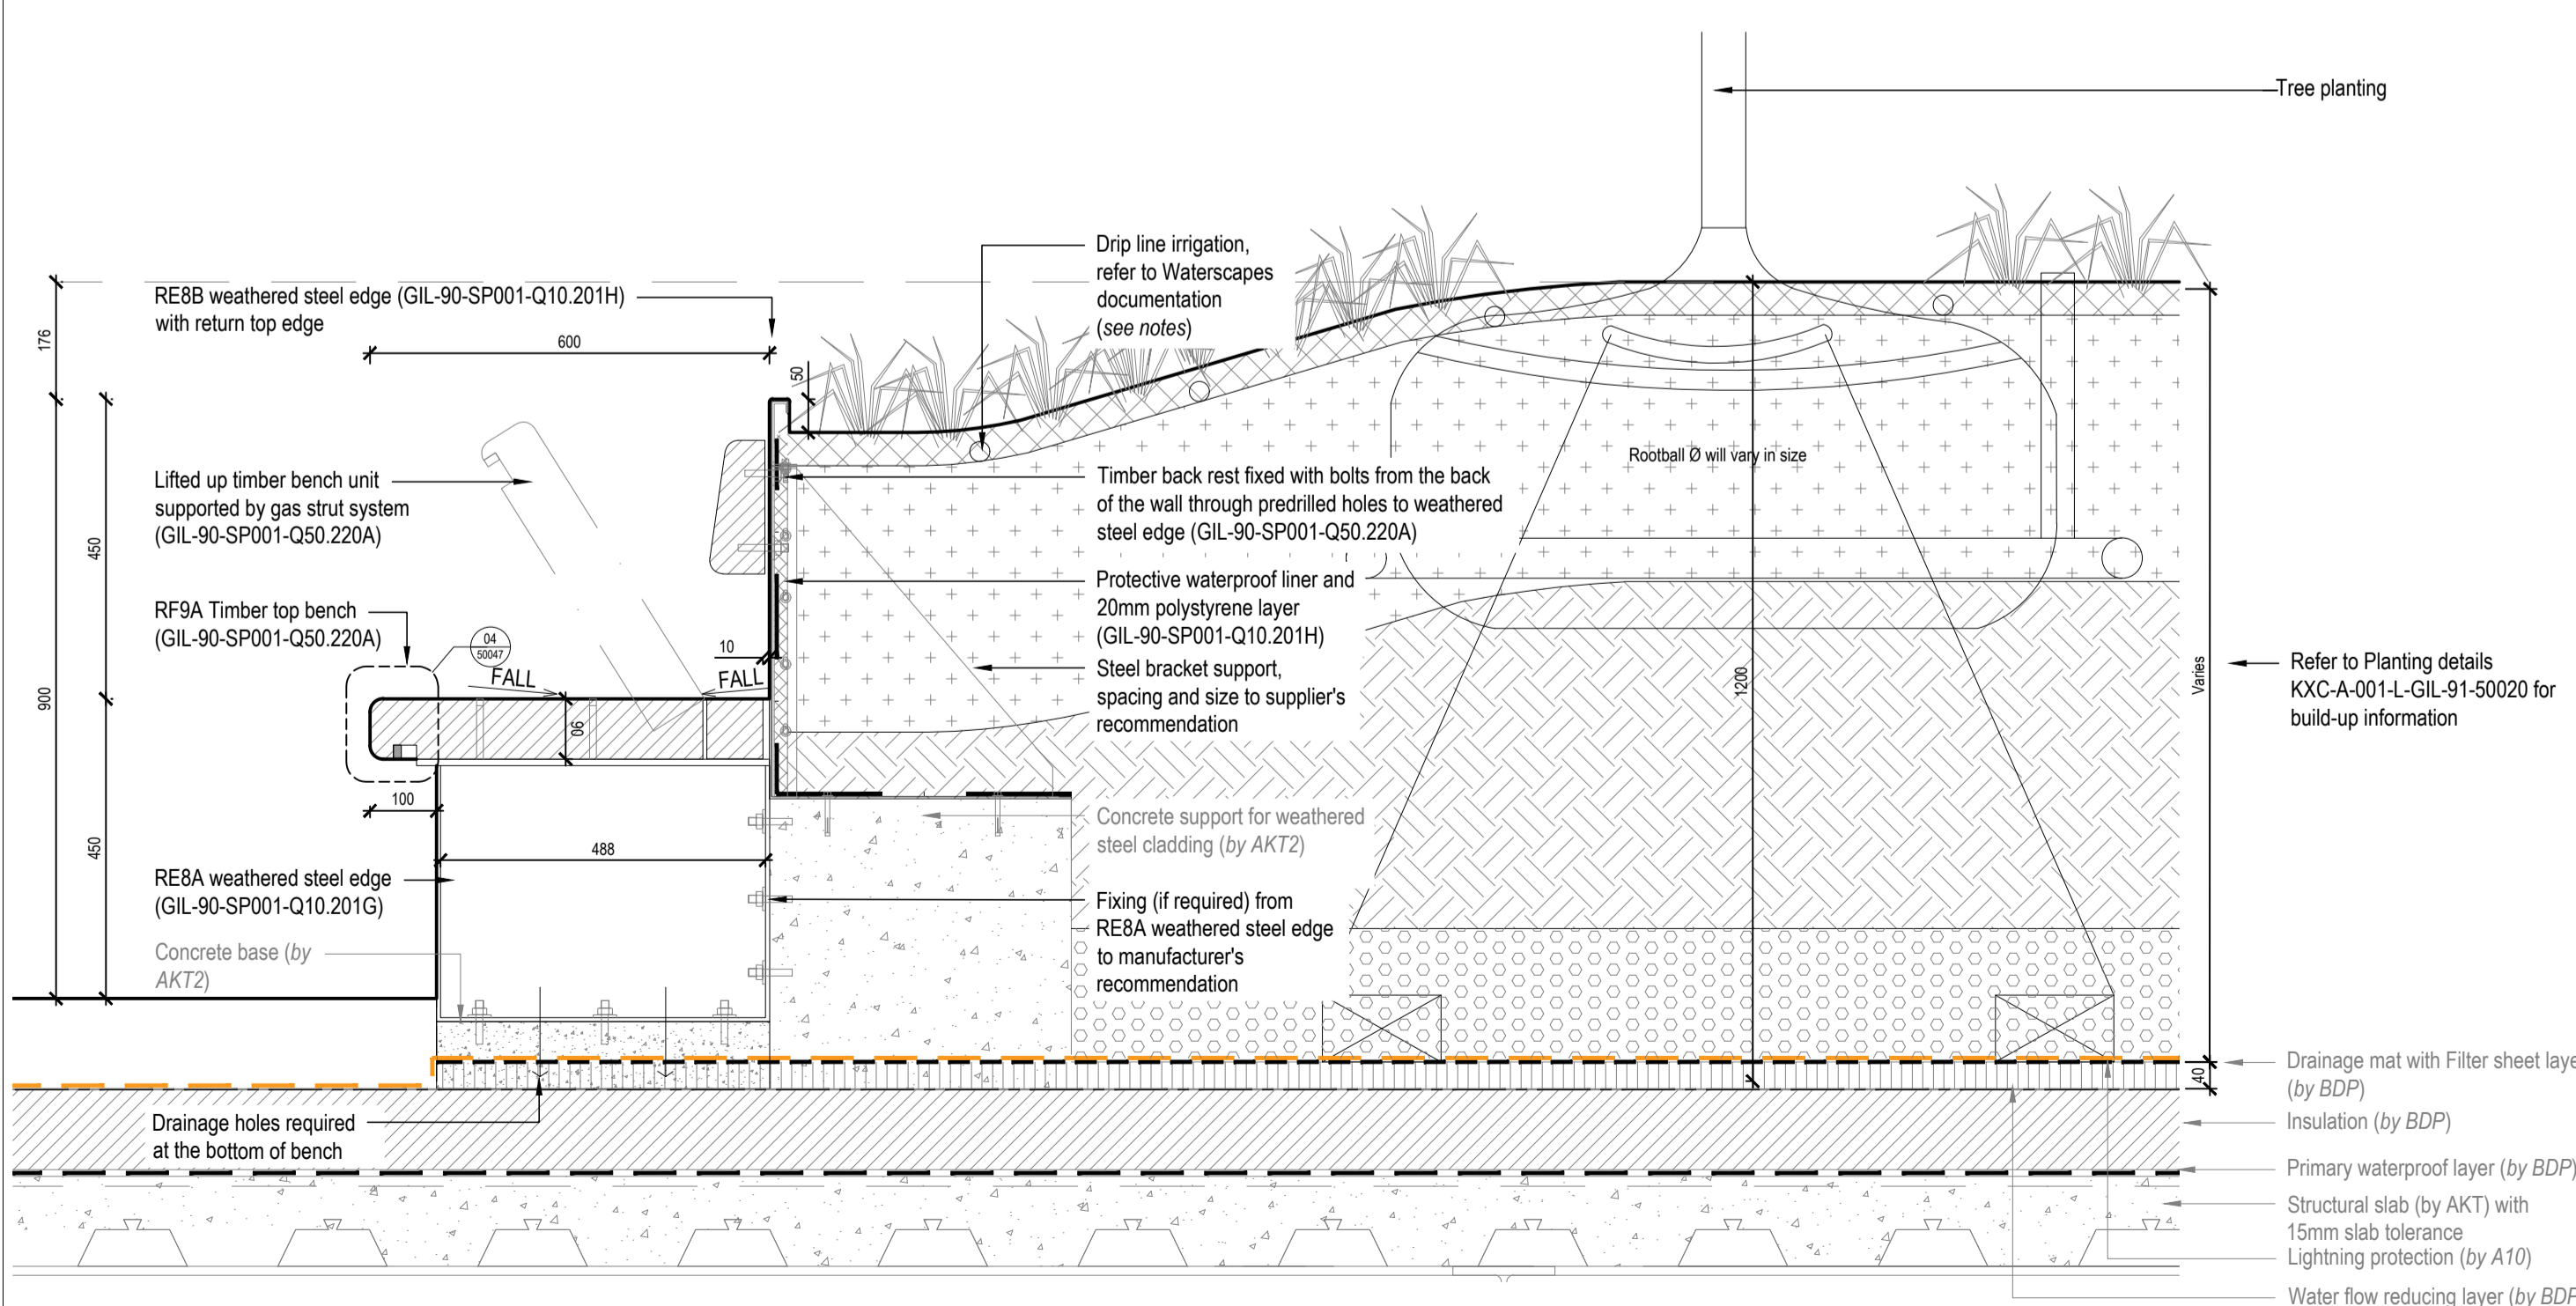 Tree planting
Drip line irrigation,
refer to Waterscapes
documentation
(see notes)
RE8B weathered steel edge (GIL-90-SP001-Q10.201H)
with return top edge
176
600
50
Rootball Ø will vary in size
Lifted up timber bench unit
supported by gas strut system
(GIL-90-SP001-Q50.220A)
Timber back rest fixed with bolts from the back
of the wall through predrilled holes to weathered
steel edge (GIL-90-SP001-Q50.220A)
450
Protective waterproof liner and
20mm polystyrene layer
(GIL-90-SP001-Q10.201H)
RF9A Timber top bench
(GIL-90-SP001-Q50.220A)
04
50047
10
FALL
FALL
Steel bracket support,
spacing and size to supplier's
recommendation
900
90
1200
Varies
Refer to Planting details
KXC-A-001-L-GIL-91-50020 for
build-up information
100
Concrete support for weathered
steel cladding (by AKT2)
450
488
RE8A weathered steel edge
(GIL-90-SP001-Q10.201G)
Fixing (if required) from
RE8A weathered steel edge
to manufacturer's
recommendation
Concrete base (by
AKT2)
40
Drainage mat with Filter sheet laye
(by BDP)
Drainage holes required
at the bottom of bench
Insulation (by BDP)
Primary waterproof layer (by BDP)
Structural slab (by AKT) with
15mm slab tolerance
Lightning protection (by A10)
Water flow reducing layer (by BDP